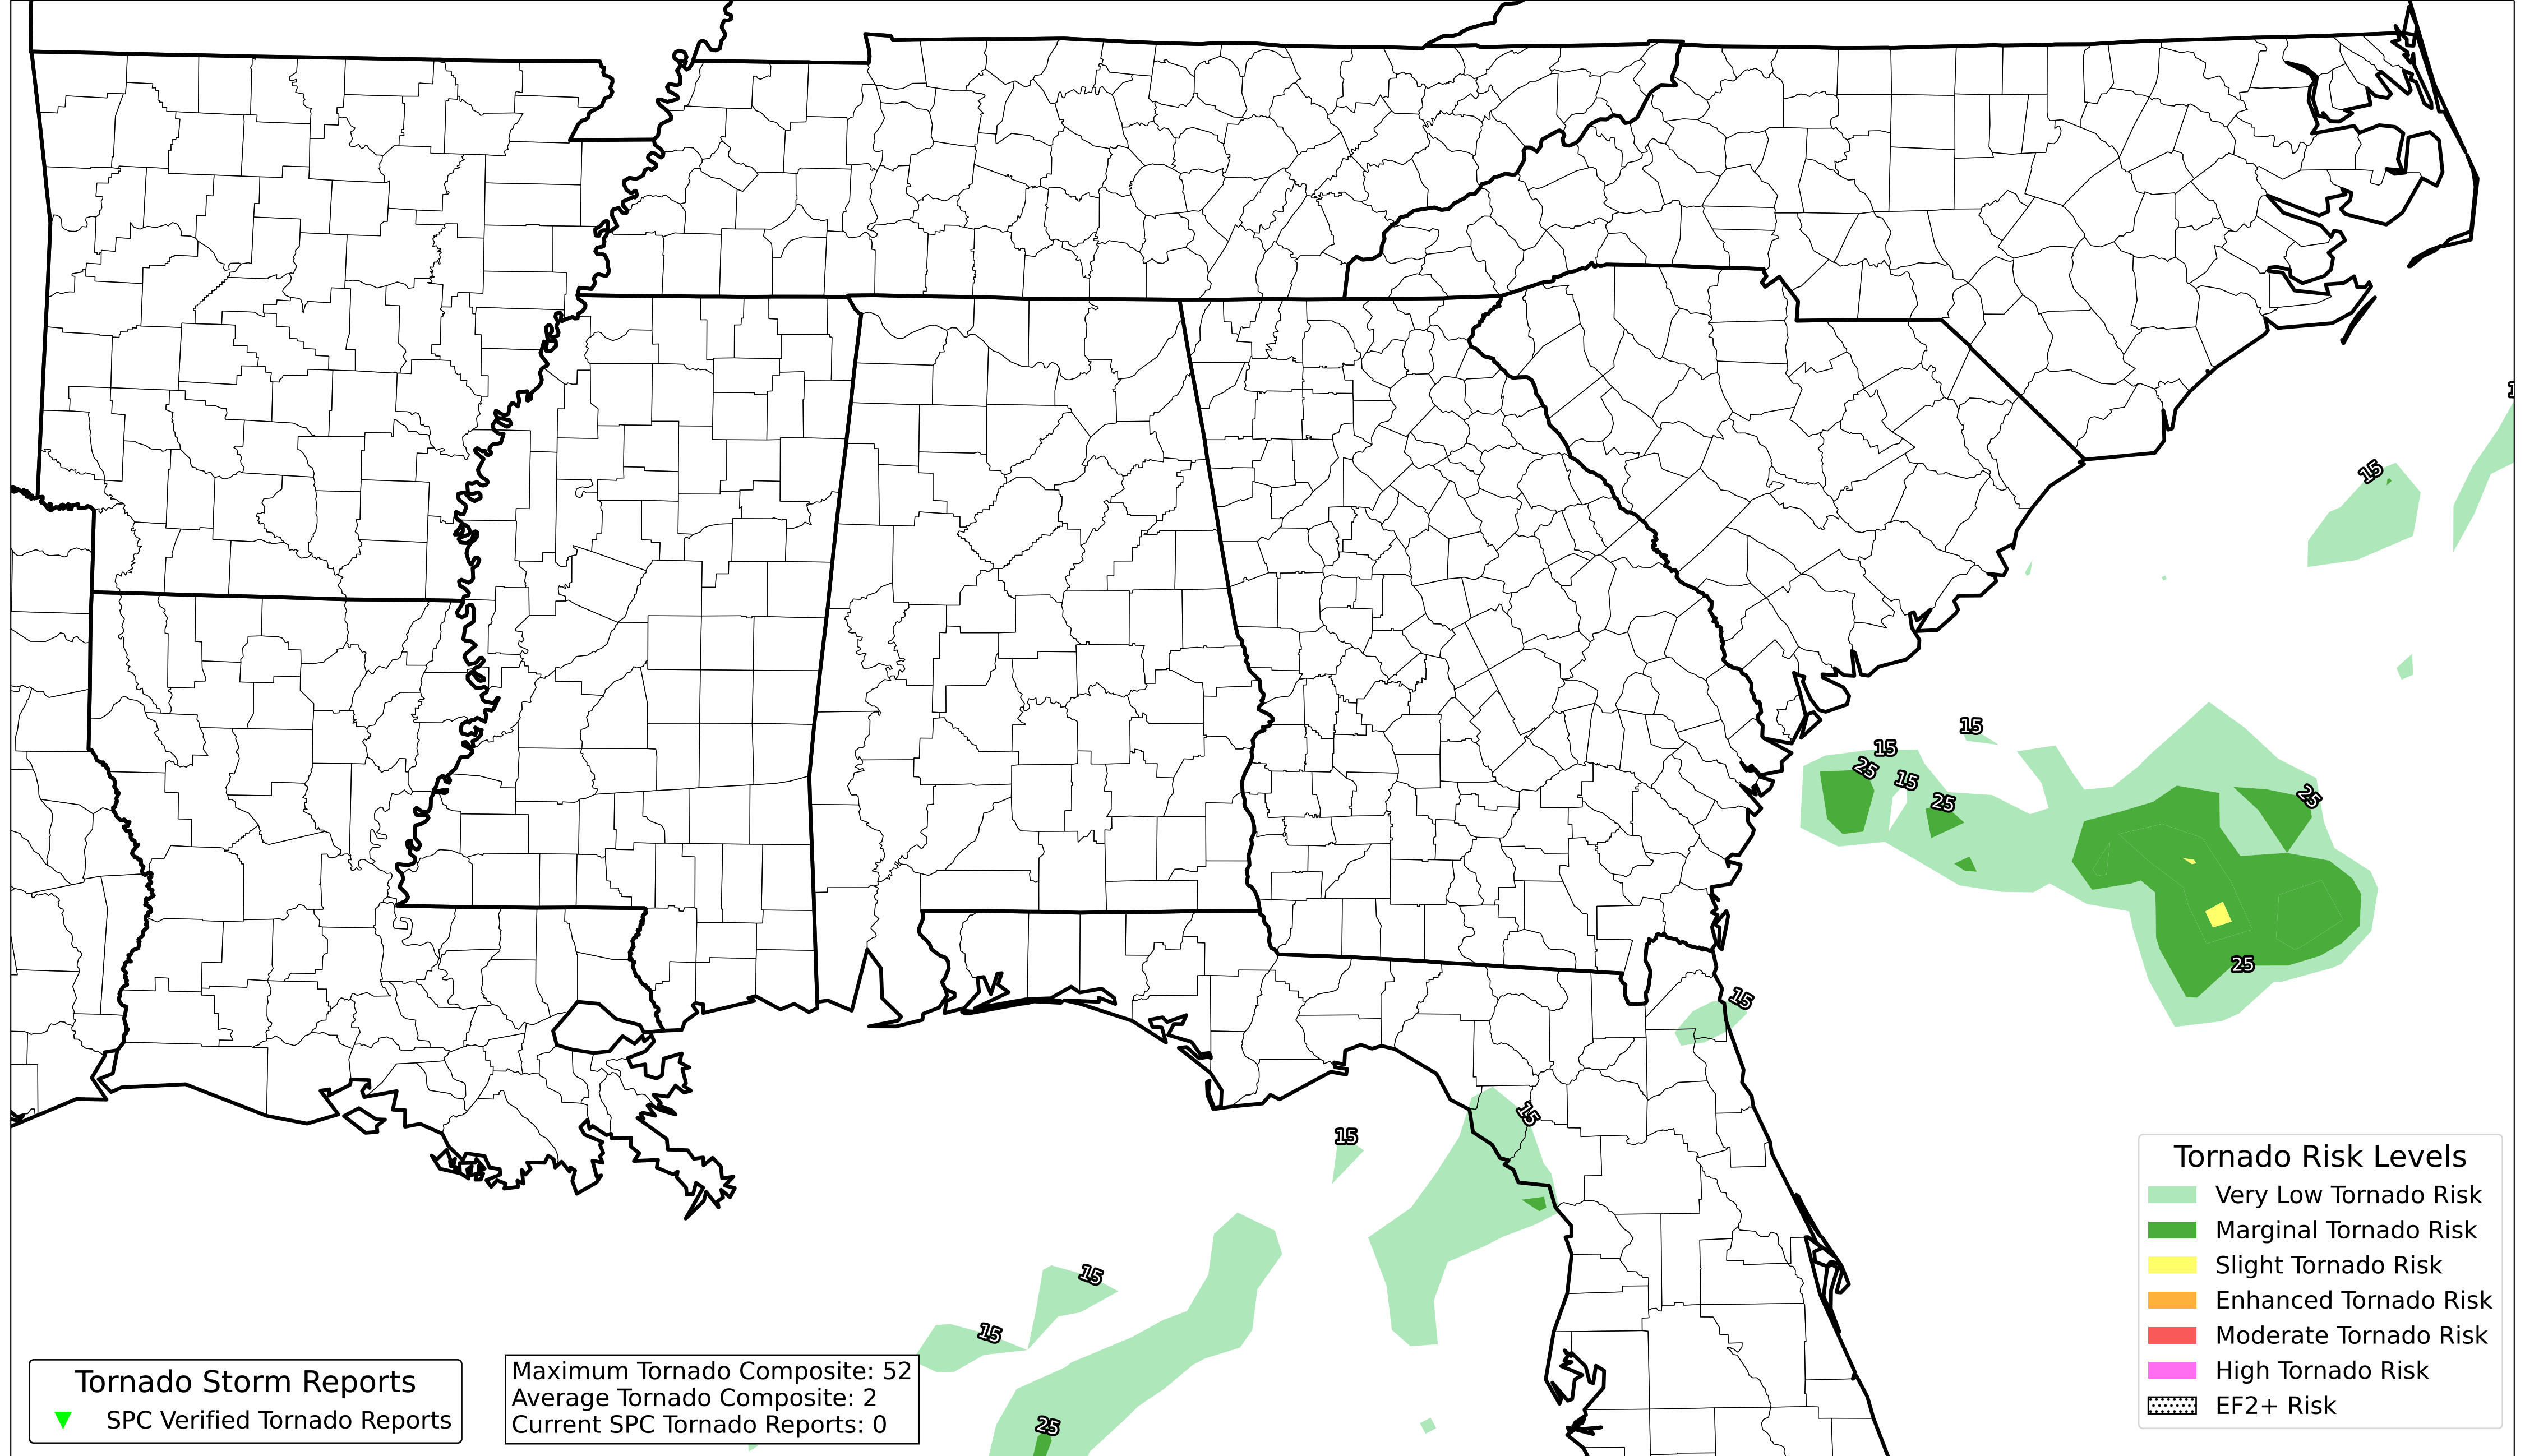 15
15
15
25
15
25
25
25
15
15
15
15
15
25
Tornado Risk Levels
Very Low Tornado Risk
Marginal Tornado Risk
Slight Tornado Risk
Enhanced Tornado Risk
Moderate Tornado Risk
High Tornado Risk
EF2+ Risk
Tornado Storm Reports
SPC Verified Tornado Reports
Maximum Tornado Composite: 52
Average Tornado Composite: 2
Current SPC Tornado Reports: 0